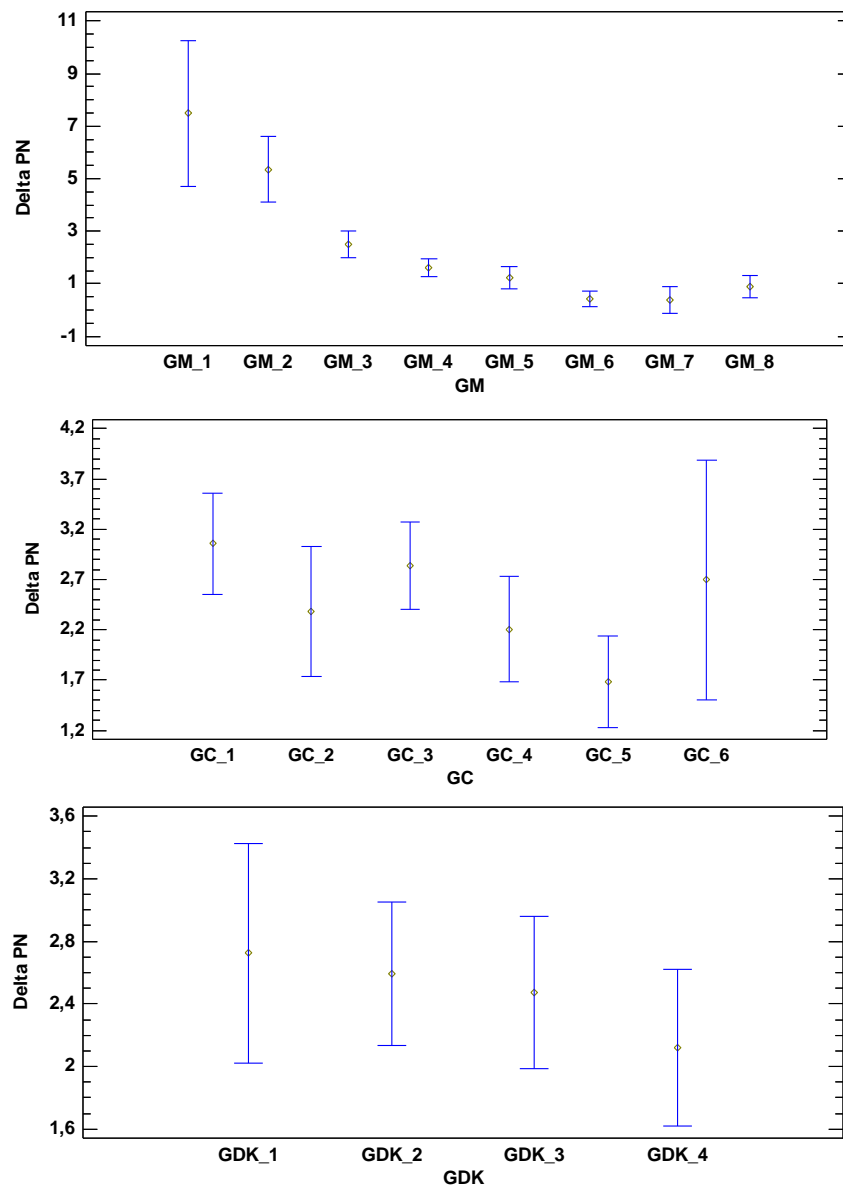 11
9
7
5
3
1
-1
Delta PN
GM_1 GM_2 GM_3 GM_4 GM_5 GM_6 GM_7 GM_8
GM
4,2
3,7
3,2
2,7
2,2
1,7
1,2
Delta PN
GC_1 GC_2 GC_3 GC_4 GC_5 GC_6
GC
3,6
3,2
2,8
2,4
2
1,6
Delta PN
GDK_1 GDK_2 GDK_3 GDK_4
GDK